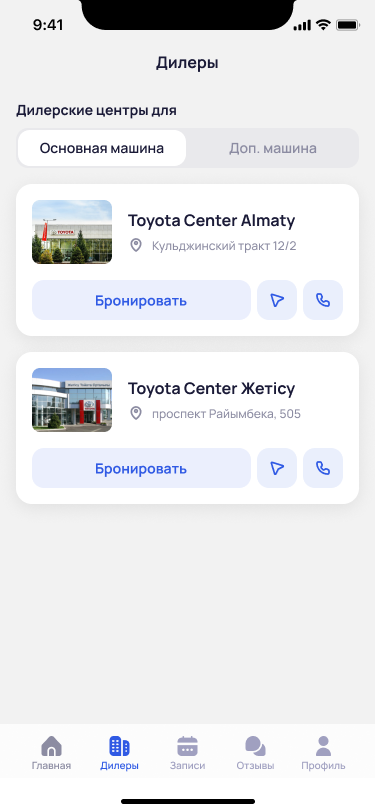 9:41
Дилеры
Дилерские центры для
Основная машина
Доп. машина
TOYOTA
Toyota Center Almaty
Кульджинский тракт 12/2
Бронировать
Toyota Center Жетісу
проспект Райымбека, 505
Бронировать
Главная
Дилеры
Записи
Отзывы
Профиль